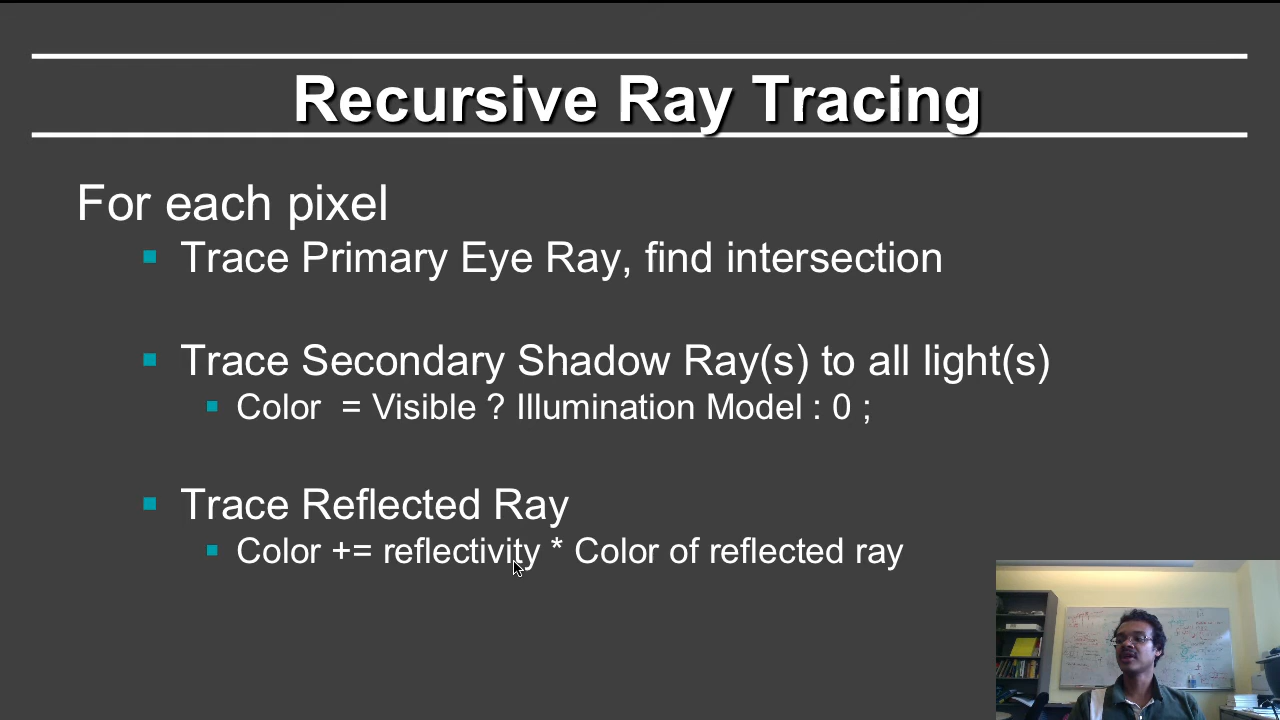 Recursive Ray Tracing
For each pixel
Trace Primary Eye Ray, find intersection
Trace Secondary Shadow Ray(s) to all light(s)
Color = Visible ? Illumination Model : 0 ;
Trace Reflected Ray
Color += reflectivity * Color of reflected ray